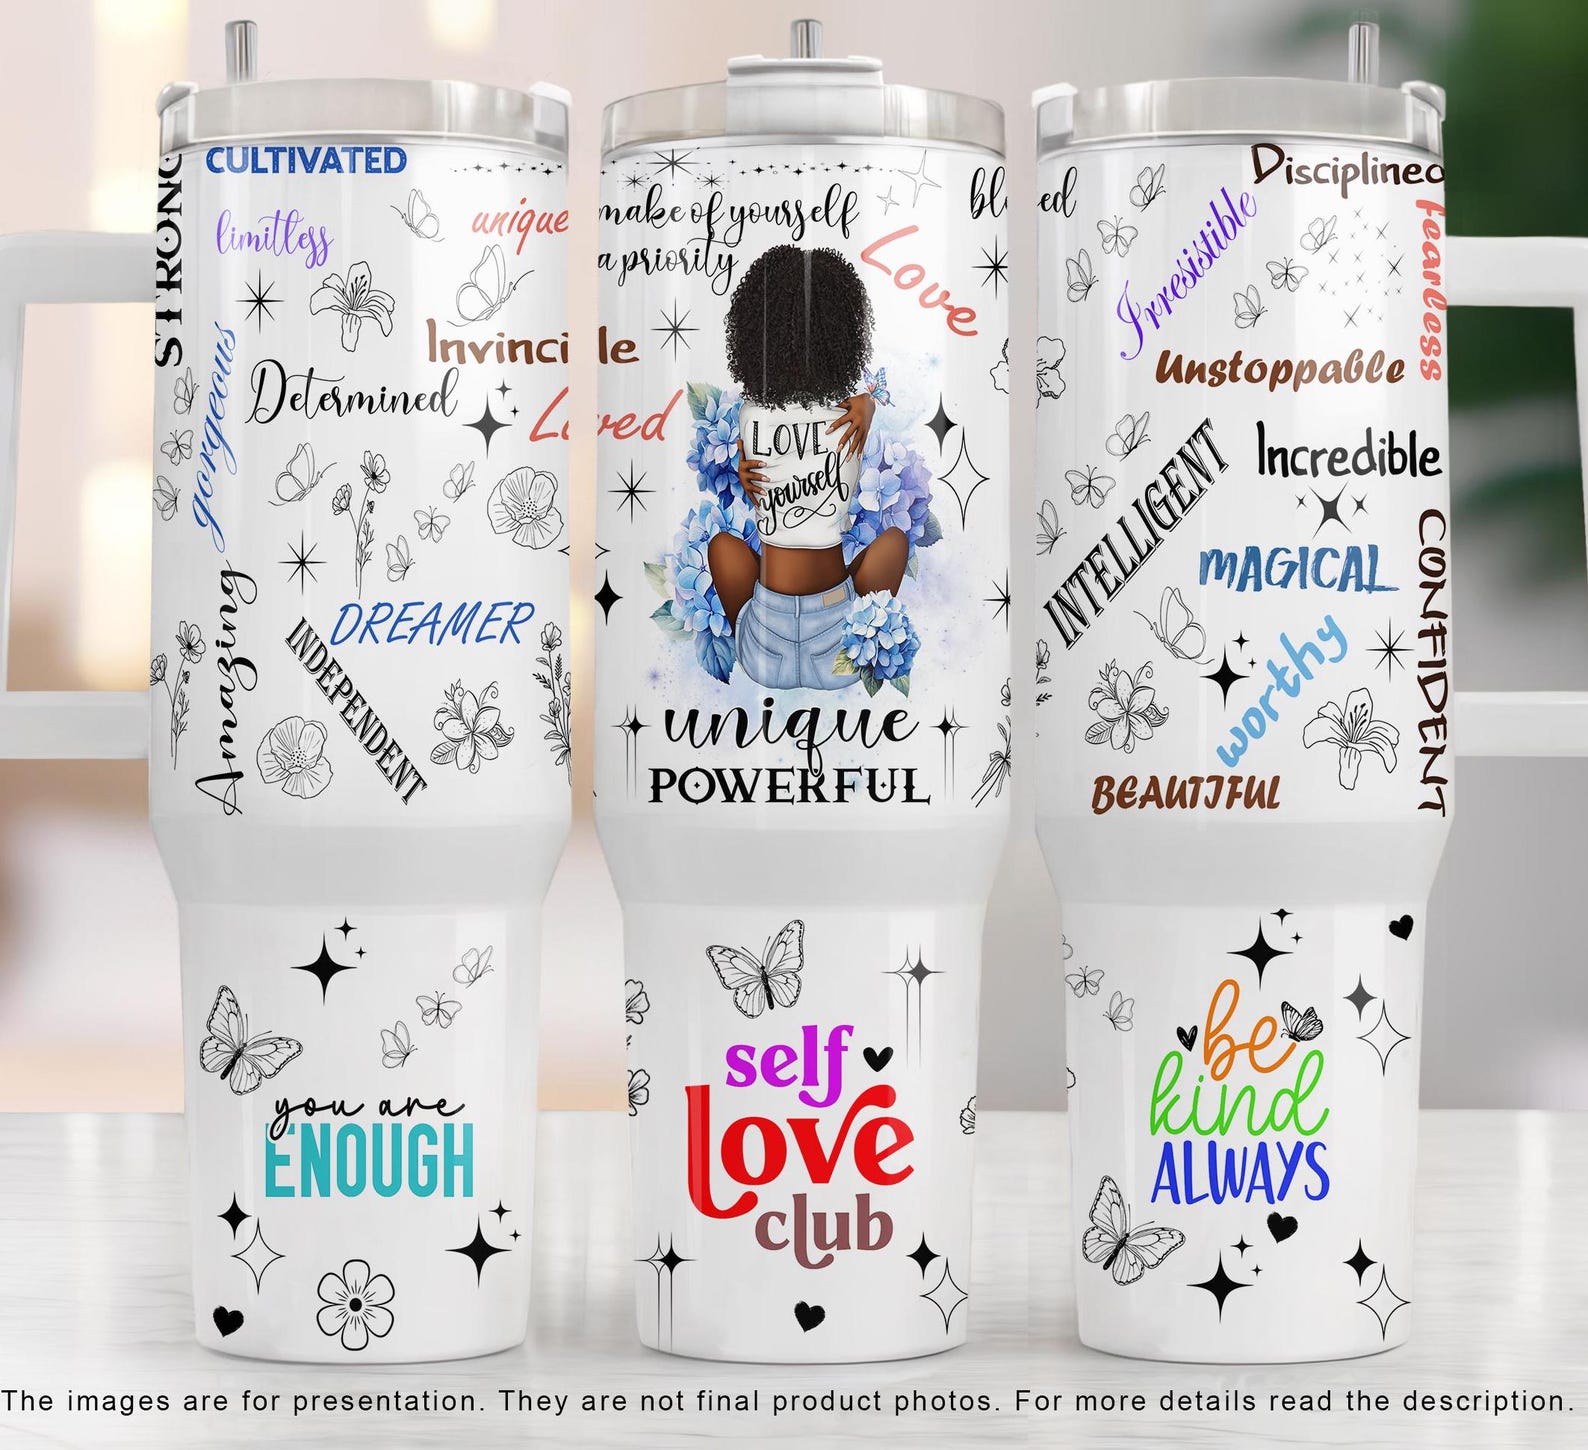 STRONG
CULTIVATED
limitless
unique
gorgeous
Invincible
Determined
Loved
Amazing
DREAMER
INDEPENDENT
you are
ENOUGH
make of yourself
a priority
Love
LOVE
yourself
unique
POWERFUL
self
love
club
Disciplined
Irresistible
fearless
Unstoppable
INTELLIGENT
Incredible
MAGICAL
CONFIDENT
worthy
BEAUTIFUL
be
kind
ALWAYS
The images are for presentation. They are not final product photos. For more details read the description.